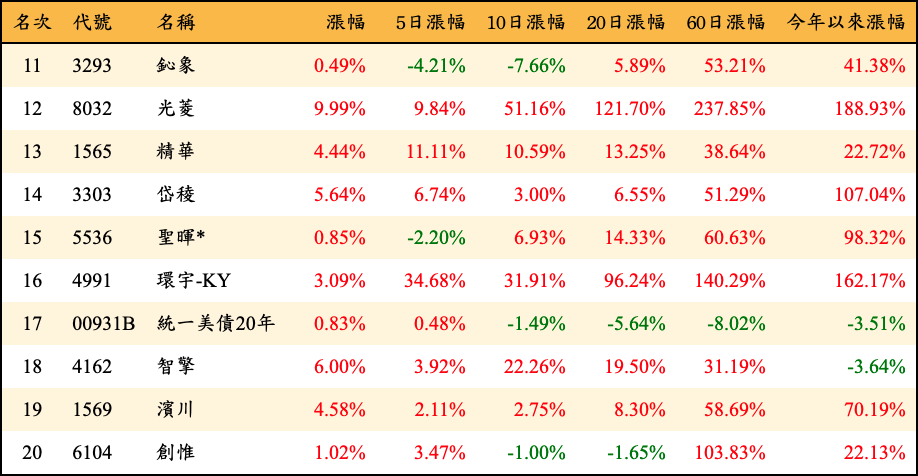 名次 代號 名稱 漲幅 5日漲幅 10日漲幅 20日漲幅 60日漲幅 今年以來漲幅
11 3293 鈊象 0.49% -4.21% -7.66% 5.89% 53.21% 41.38%
12 8032 光菱 9.99% 9.84% 51.16% 121.70% 237.85% 188.93%
13 1565 精華 4.44% 11.11% 10.59% 13.25% 38.64% 22.72%
14 3303 岱稜 5.64% 6.74% 3.00% 6.55% 51.29% 107.04%
15 5536 聖暉* 0.85% -2.20% 6.93% 14.33% 60.63% 98.32%
16 4991 環宇-KY 3.09% 34.68% 31.91% 96.24% 140.29% 162.17%
17 00931B 統一美債20年 0.83% 0.48% -1.49% -5.64% -8.02% -3.51%
18 4162 智擎 6.00% 3.92% 22.26% 19.50% 31.19% -3.64%
19 1569 濱川 4.58% 2.11% 2.75% 8.30% 58.69% 70.19%
20 6104 創惟 1.02% 3.47% -1.00% -1.65% 103.83% 22.13%